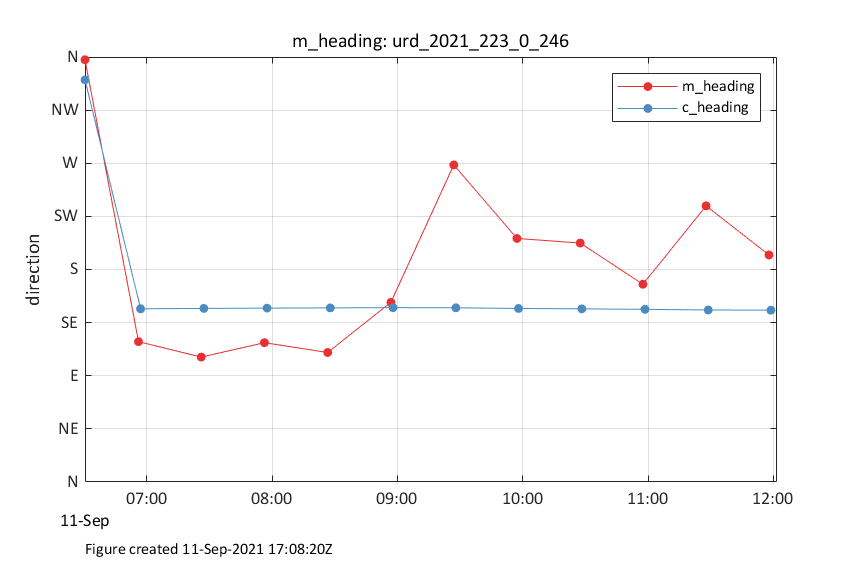 m_heading: urd_2021_223_0_246
m_heading
c_heading
direction
N
NW
W
SW
S
SE
E
NE
N
07:00 08:00 09:00 10:00 11:00 12:00
11-Sep
Figure created 11-Sep-2021 17:08:20Z